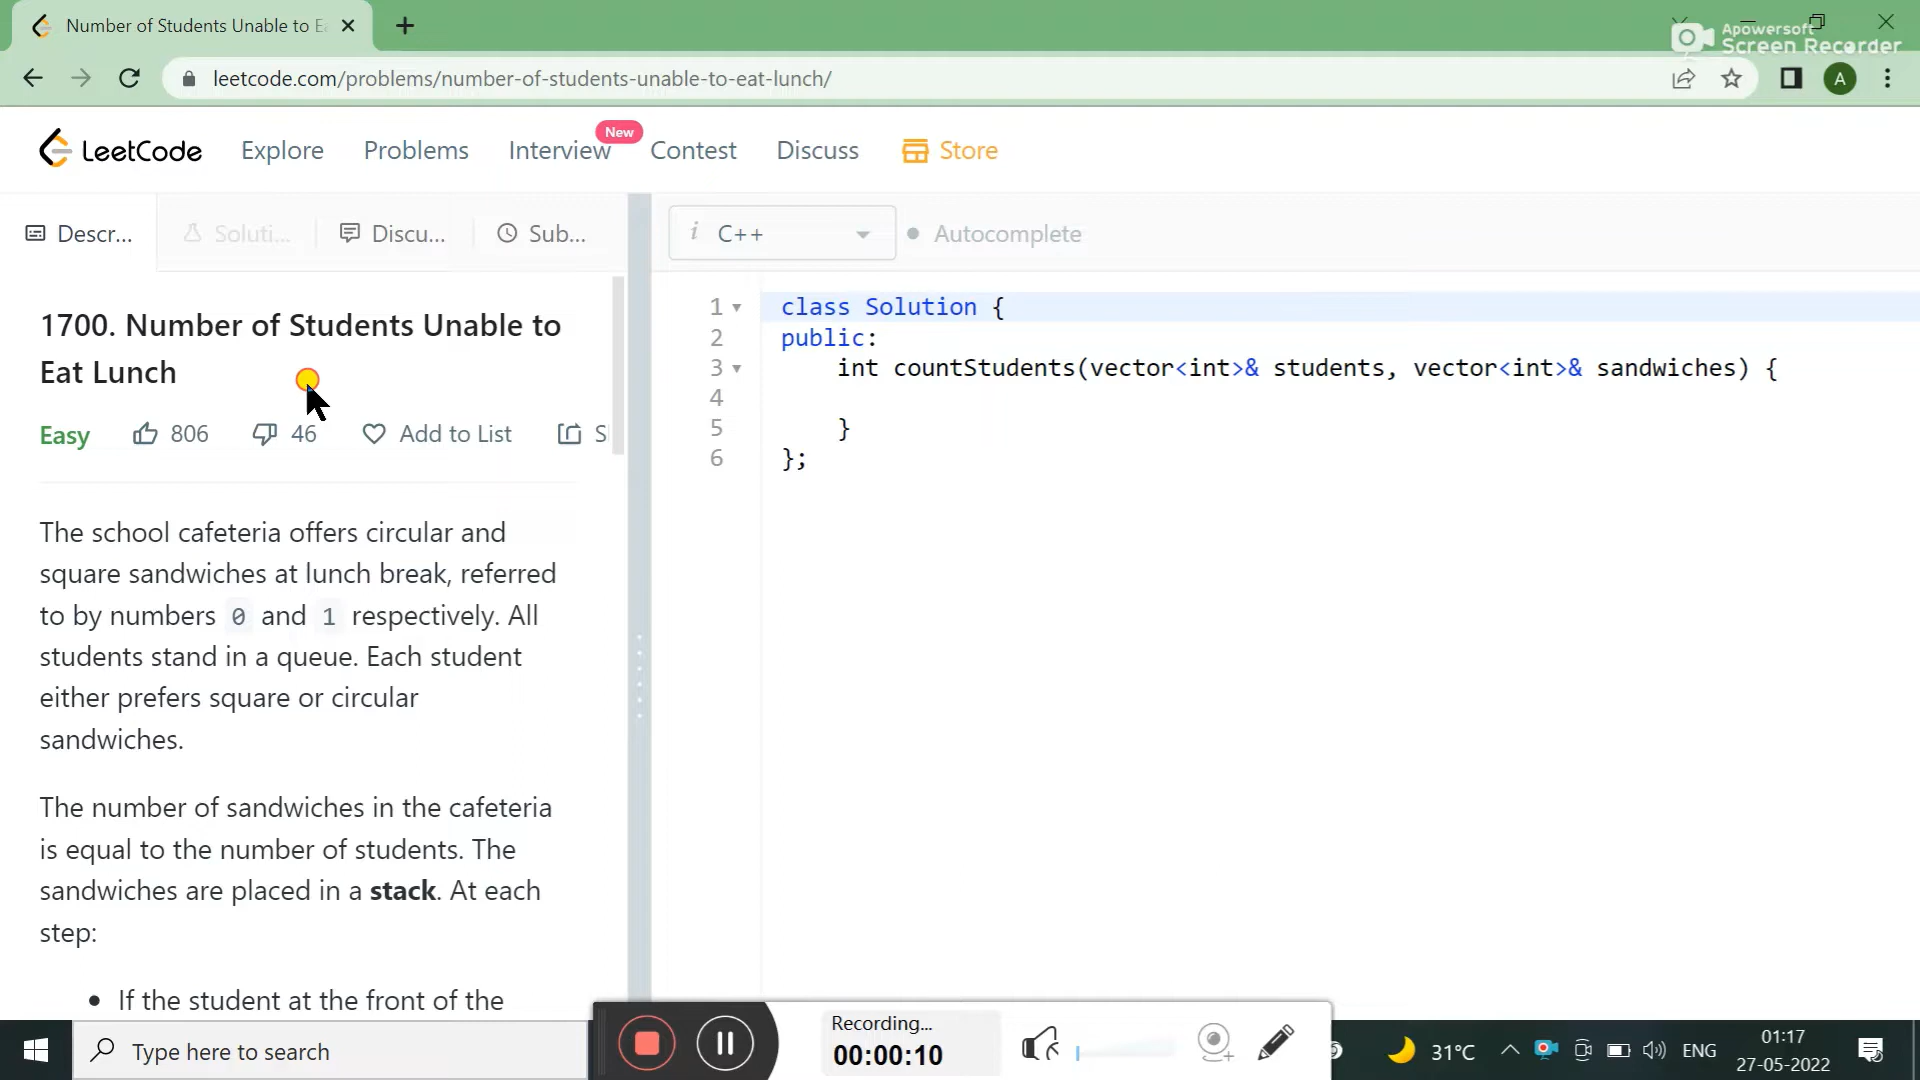 Number of Students Unable to E
Apowersoft
Screen Recorder
leetcode.com/problems/number-of-students-unable-to-eat-lunch/
A
LeetCode
Explore
Problems
Interview
New
Contest
Discuss
Store
Descr...
Soluti...
Discu...
Sub...
i C++
Autocomplete
1700. Number of Students Unable to
Eat Lunch
Easy
806
46
Add to List
S
The school cafeteria offers circular and
square sandwiches at lunch break, referred
to by numbers 0 and 1 respectively. All
students stand in a queue. Each student
either prefers square or circular
sandwiches.
The number of sandwiches in the cafeteria
is equal to the number of students. The
sandwiches are placed in a stack. At each
step:
• If the student at the front of the
1 class Solution {
2 public:
3 int countStudents(vector<int>& students, vector<int>& sandwiches) {
4
5 }
6 };
Type here to search
Recording...
00:00:10
31°C
ENG
01:17
27-05-2022